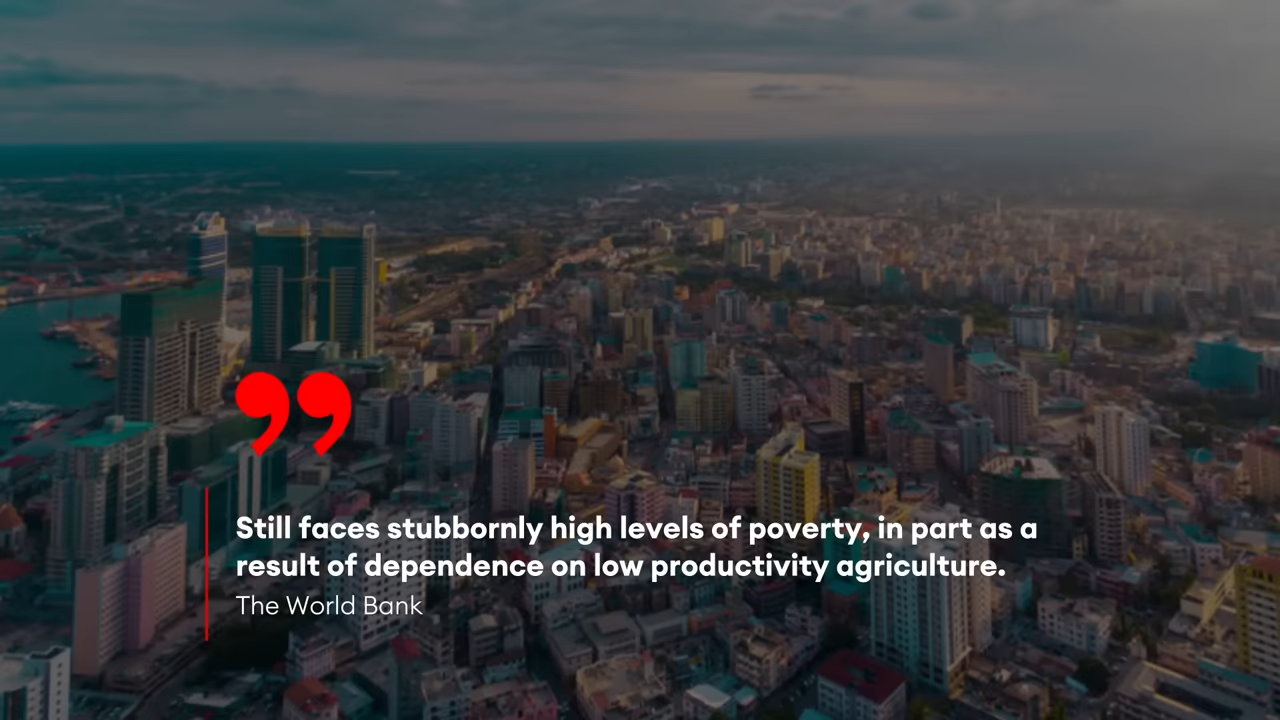 Still faces stubbornly high levels of poverty, in part as a
result of dependence on low productivity agriculture.
The World Bank